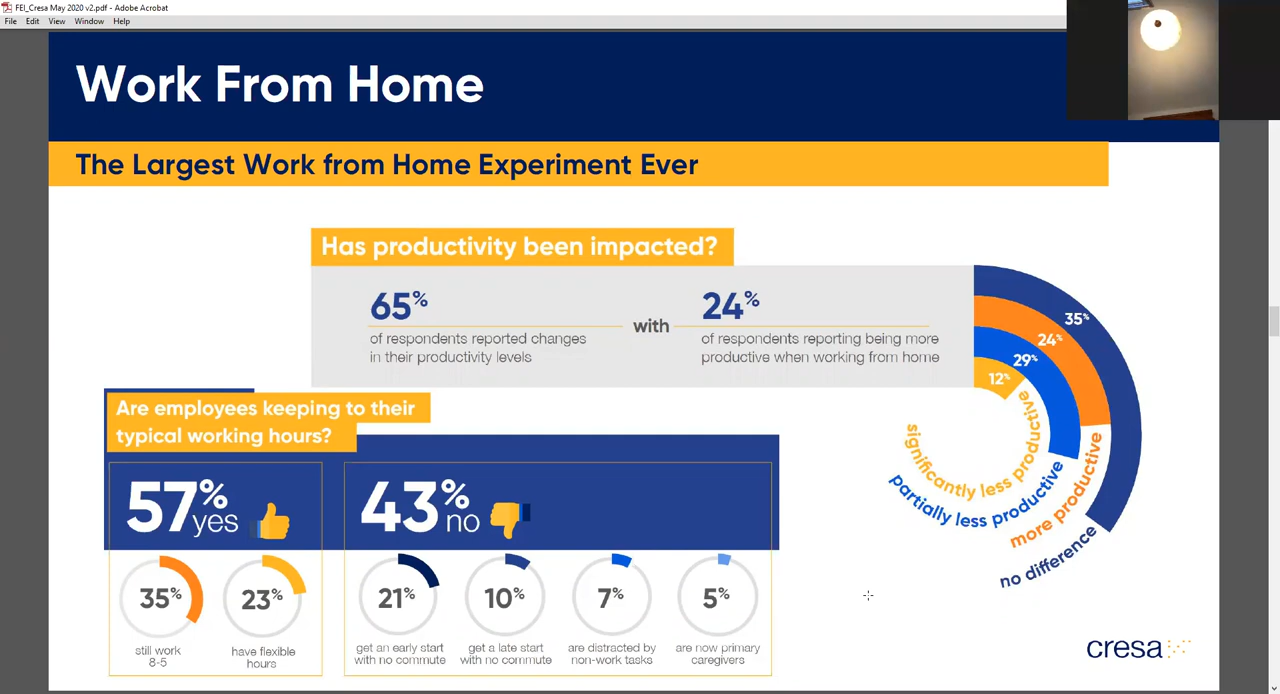 FEI_Cresa May 2020 v2.pdf - Adobe Acrobat
File Edit View Window Help
Work From Home
The Largest Work from Home Experiment Ever
Has productivity been impacted?
65%
of respondents reported changes
in their productivity levels
with
24%
of respondents reporting being more
productive when working from home
35%
24%
29%
12%
significantly less productive
partially less productive
more productive
no difference
Are employees keeping to their
typical working hours?
57% yes
43% no
35%
still work
8-5
23%
have flexible
hours
21%
get an early start
with no commute
10%
get a late start
with no commute
7%
are distracted by
non-work tasks
5%
are now primary
caregivers
cresa